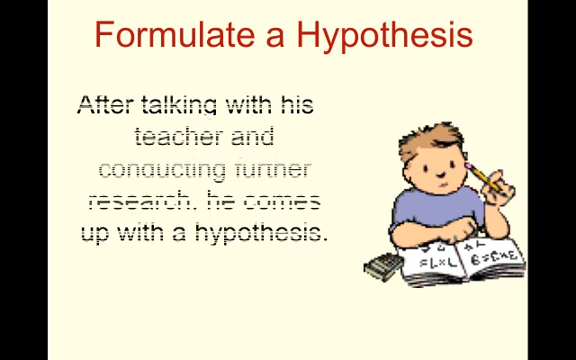 Formulate a Hypothesis
After talking with his
teacher and
conducting further
research, he comes
up with a hypothesis.